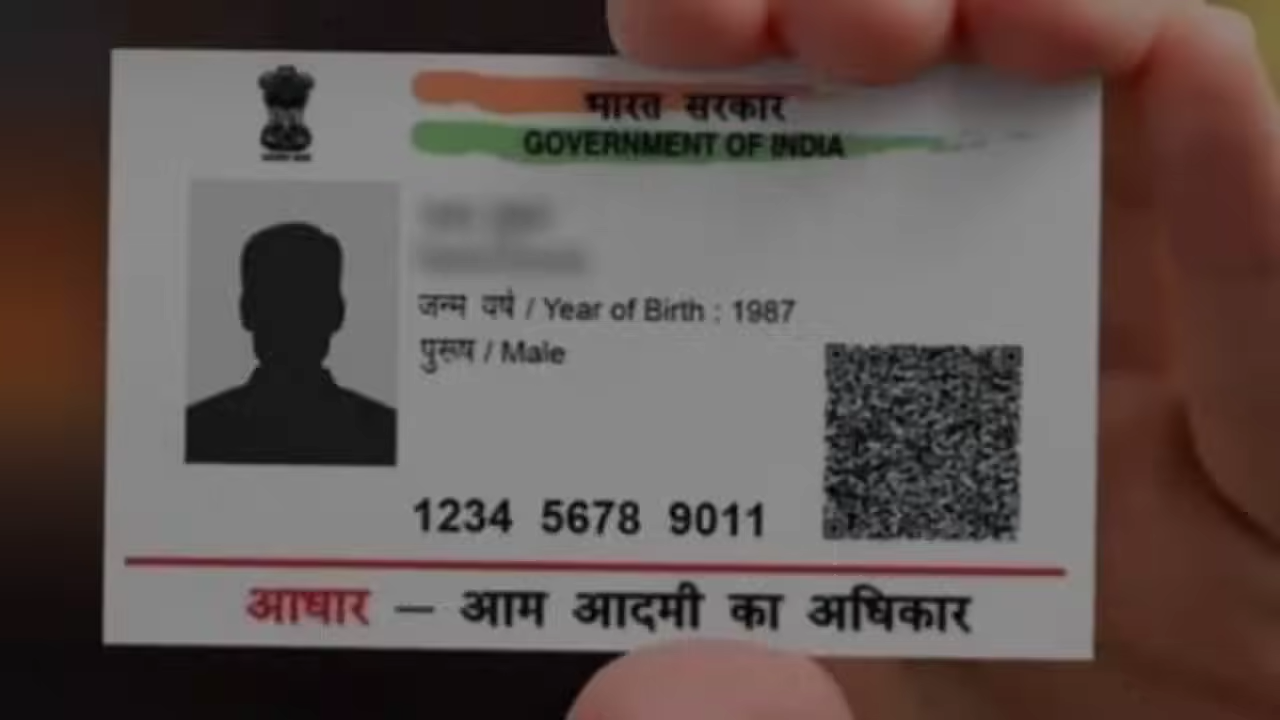 भारत सरकार
GOVERNMENT OF INDIA
जन्म वर्ष / Year of Birth : 1987
पुरूष / Male
1234 5678 9011
आधार — आम आदमी का अधिकार